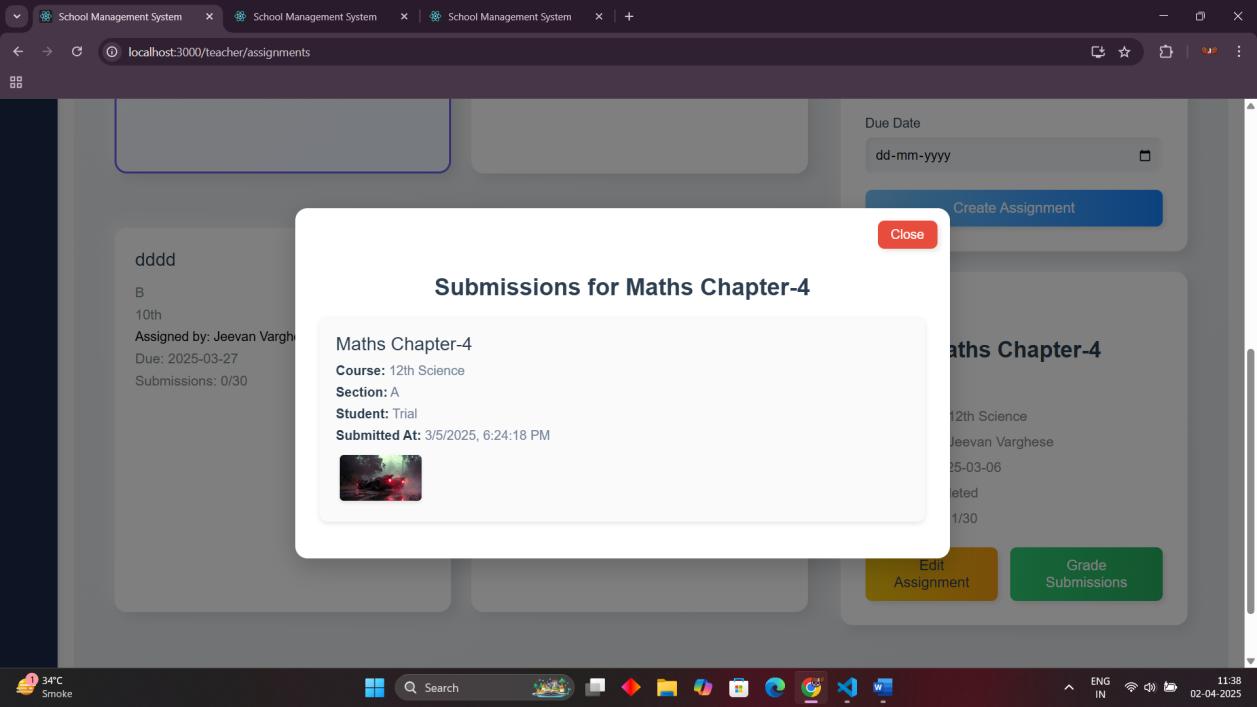 School Management System
School Management System
School Management System
localhost:3000/teacher/assignments
Due Date
dd-mm-yyyy
Create Assignment
dddd
B
10th
Assigned by: Jeevan Vargh
Due: 2025-03-27
Submissions: 0/30
Close
Submissions for Maths Chapter-4
Maths Chapter-4
Course: 12th Science
Section: A
Student: Trial
Submitted At: 3/5/2025, 6:24:18 PM
aths Chapter-4
12th Science
Jeevan Varghese
25-03-06
leted
1/30
Edit
Assignment
Grade
Submissions
1
34°C
Smoke
Search
ENG
IN
11:38
02-04-2025